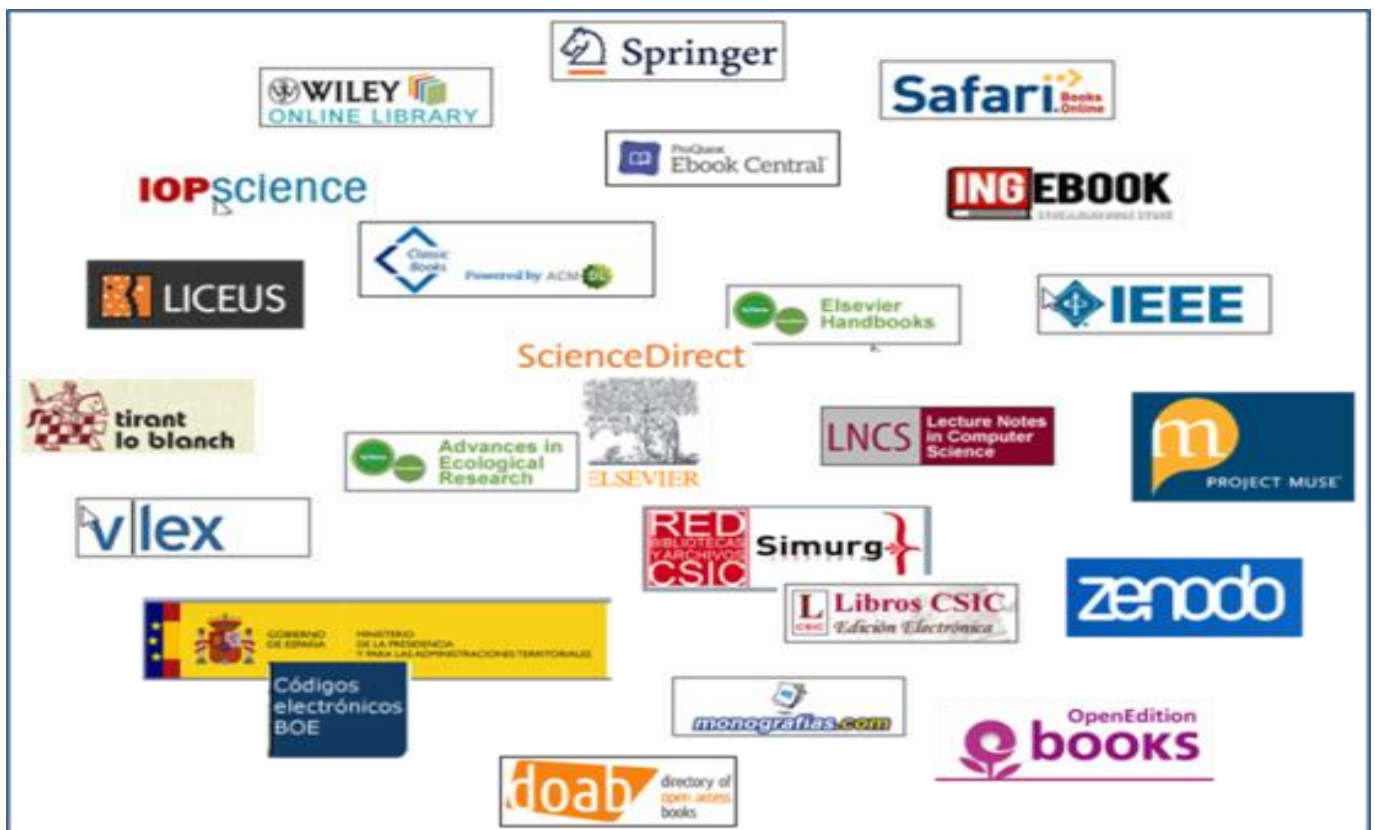 Springer
WILEY
ONLINE LIBRARY
Safari Books
Online
ProQuest
Ebook Central
IOPscience
INGEBOOK
Classic
Books
Powered by ACM DL
LICEUS
Elsevier
Handbooks
IEEE
ScienceDirect
tirant
lo blanch
Advances in
Ecological
Research
ELSEVIER
LNCS
Lecture Notes
in Computer
Science
m
PROJECT MUSE
v|lex
RED
BIBLIOTECAS
Y ARCHIVOS
CSIC
Simurg
L
CSIC
Libros CSIC
Edición Electrónica
zenodo
GOBIERNO
DE ESPAÑA
MINISTERIO
DE LA PRESIDENCIA
Y PARA LAS ADMINISTRACIONES TERRITORIALES
Códigos
electrónicos
BOE
monografias.com
OpenEdition
books
doab
directory of
open access
books